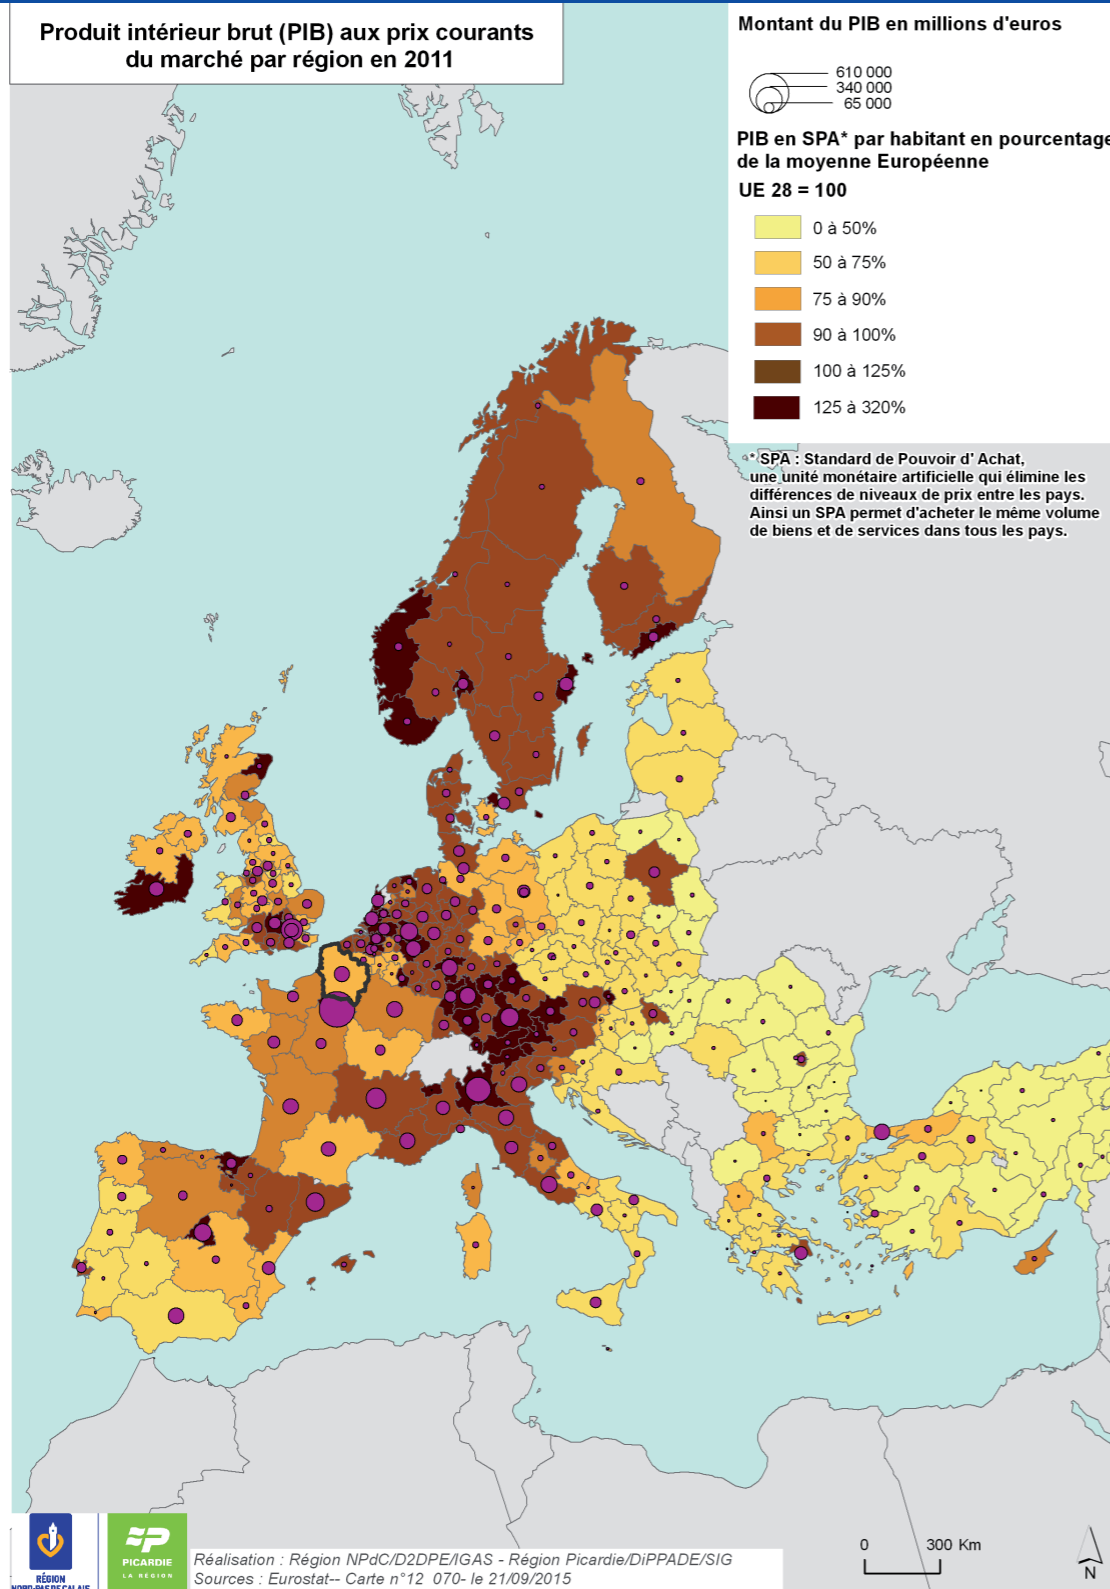 Produit intérieur brut (PIB) aux prix courants
du marché par région en 2011
Montant du PIB en millions d'euros
610 000
340 000
65 000
PIB en SPA* par habitant en pourcentage
de la moyenne Européenne
UE 28 = 100
0 à 50%
50 à 75%
75 à 90%
90 à 100%
100 à 125%
125 à 320%
* SPA : Standard de Pouvoir d' Achat,
une unité monétaire artificielle qui élimine les
différences de niveaux de prix entre les pays.
Ainsi un SPA permet d'acheter le même volume
de biens et de services dans tous les pays.
0 300 Km
N
RÉGION
NORD-PAS DE CALAIS
PICARDIE
LA RÉGION
Réalisation : Région NPdC/D2DPE/IGAS - Région Picardie/DiPPADE/SIG
Sources : Eurostat-- Carte n°12 070- le 21/09/2015